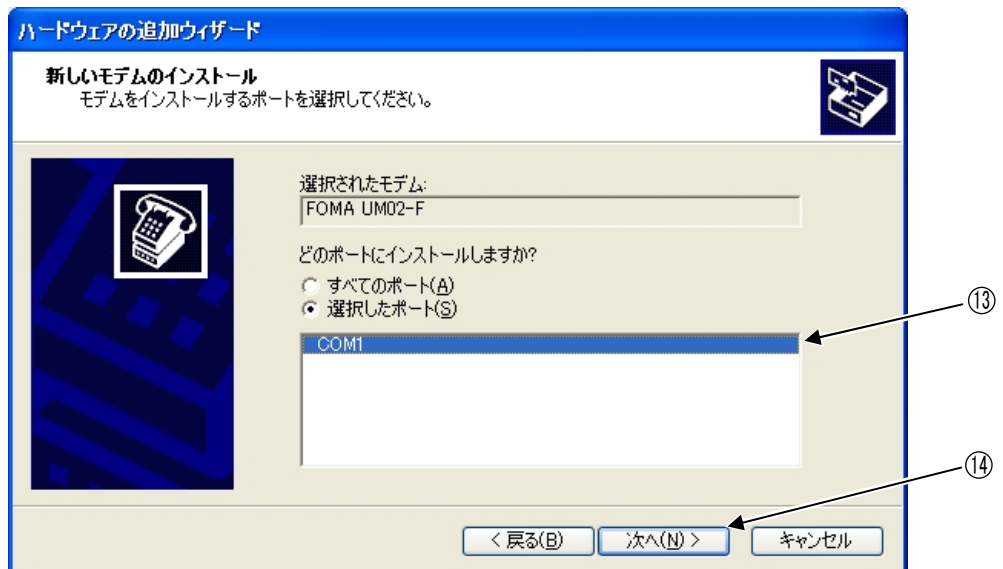 ハードウェアの追加ウィザード
新しいモデムのインストール
モデムをインストールするポートを選択してください。
選択されたモデム:
FOMA UM02-F
どのポートにインストールしますか?
すべてのポート(A)
選択したポート(S)
⑬
COM1
⑭
< 戻る(B)
次へ(N) >
キャンセル